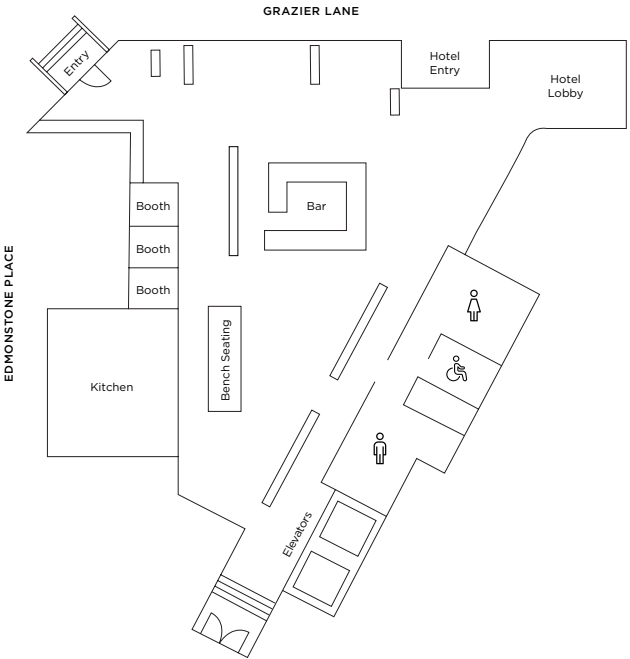 GRAZIER LANE
Entry
Hotel
Entry
Hotel
Lobby
Booth
Bar
Booth
Booth
EDMONSTONE PLACE
Bench Seating
Kitchen
Elevators